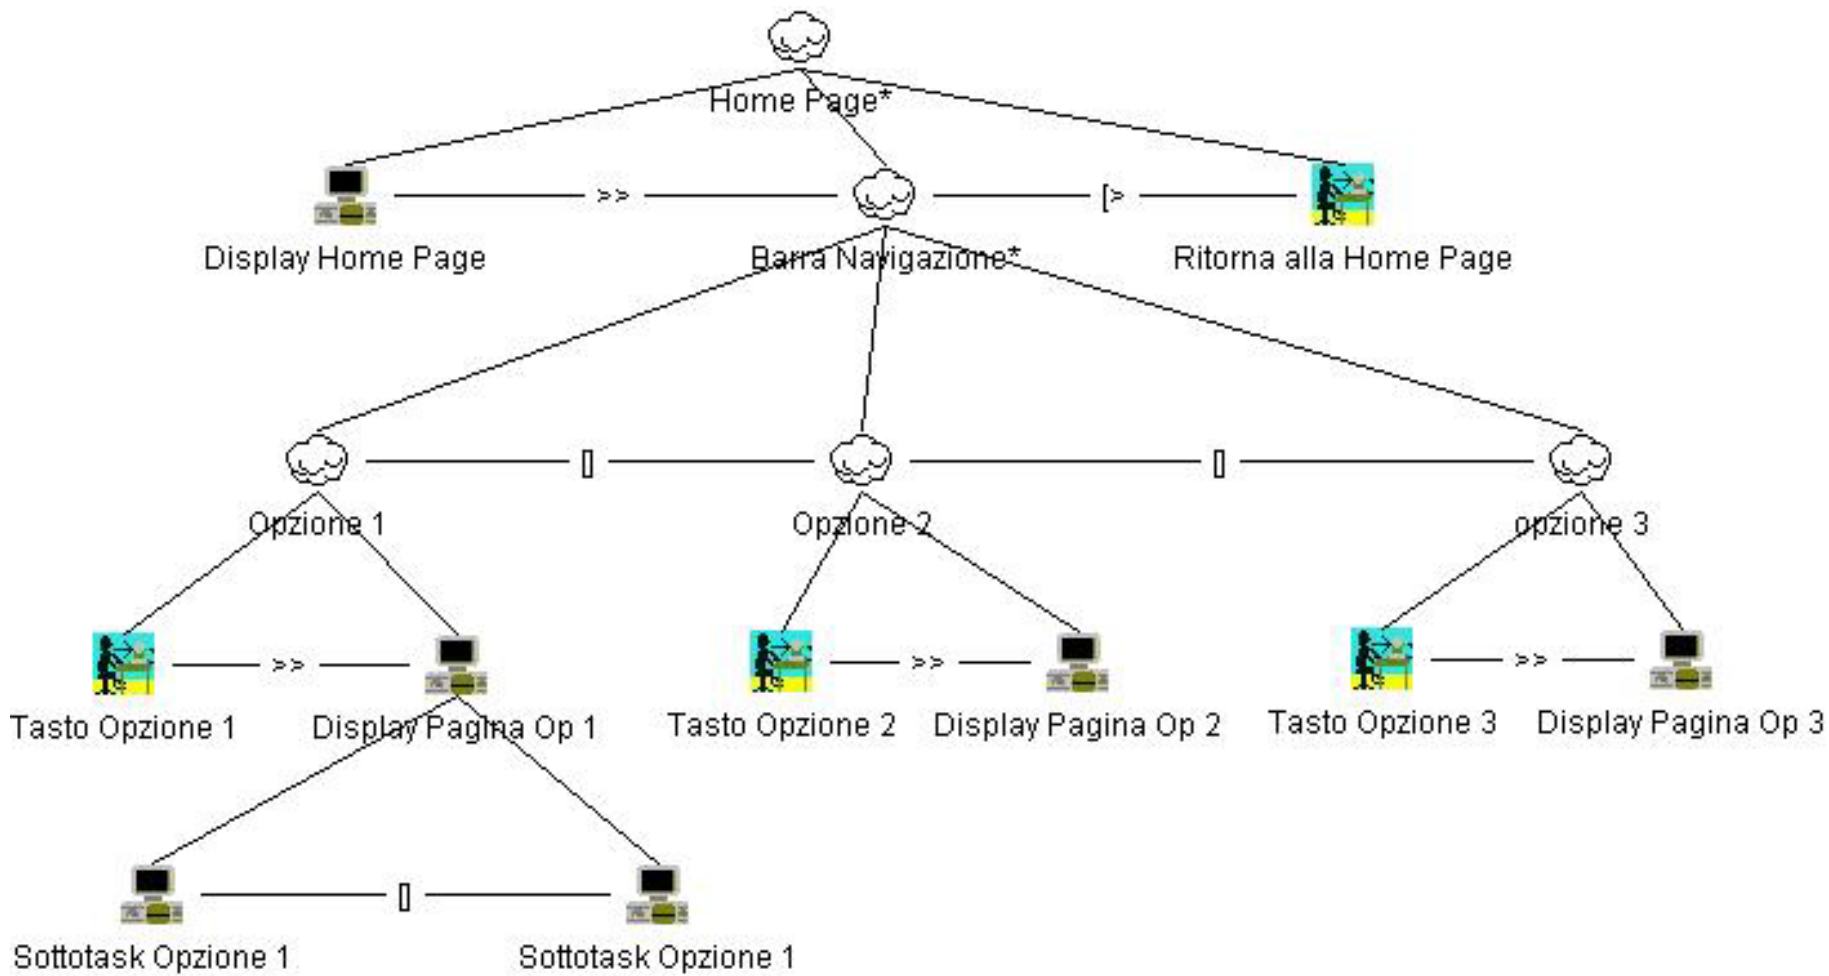 Home Page*
>>
[>
Display Home Page
Barra Navigazione*
Ritorna alla Home Page
[]
[]
Opzione 1
Opzione 2
opzione 3
>>
>>
>>
Tasto Opzione 1
Display Pagina Op 1
Tasto Opzione 2
Display Pagina Op 2
Tasto Opzione 3
Display Pagina Op 3
[]
Sottotask Opzione 1
Sottotask Opzione 1